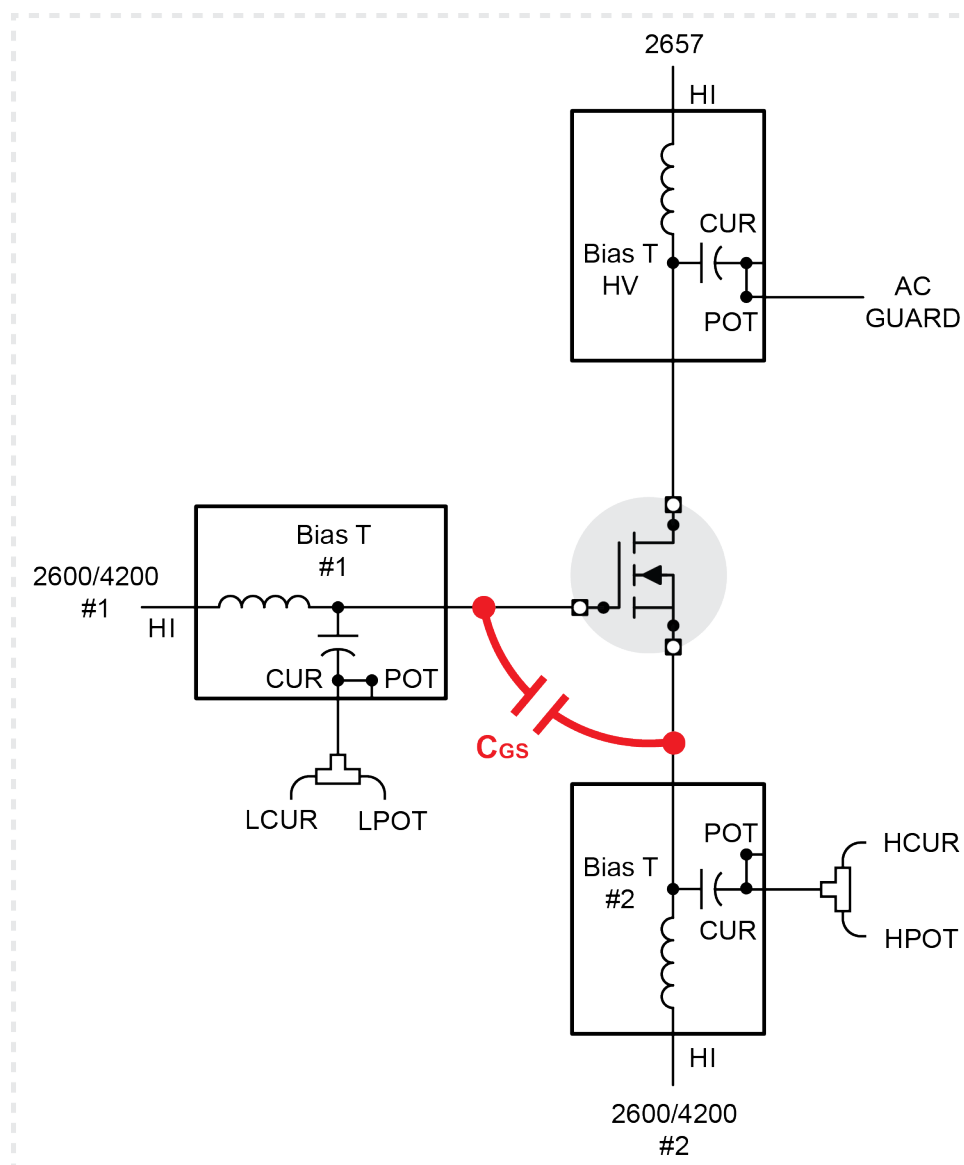 2657
HI
CUR
Bias T
HV
POT
AC
GUARD
Bias T
#1
2600/4200
#1
HI
CUR
POT
LCUR
LPOT
CGS
POT
HCUR
Bias T
#2
CUR
HPOT
HI
2600/4200
#2